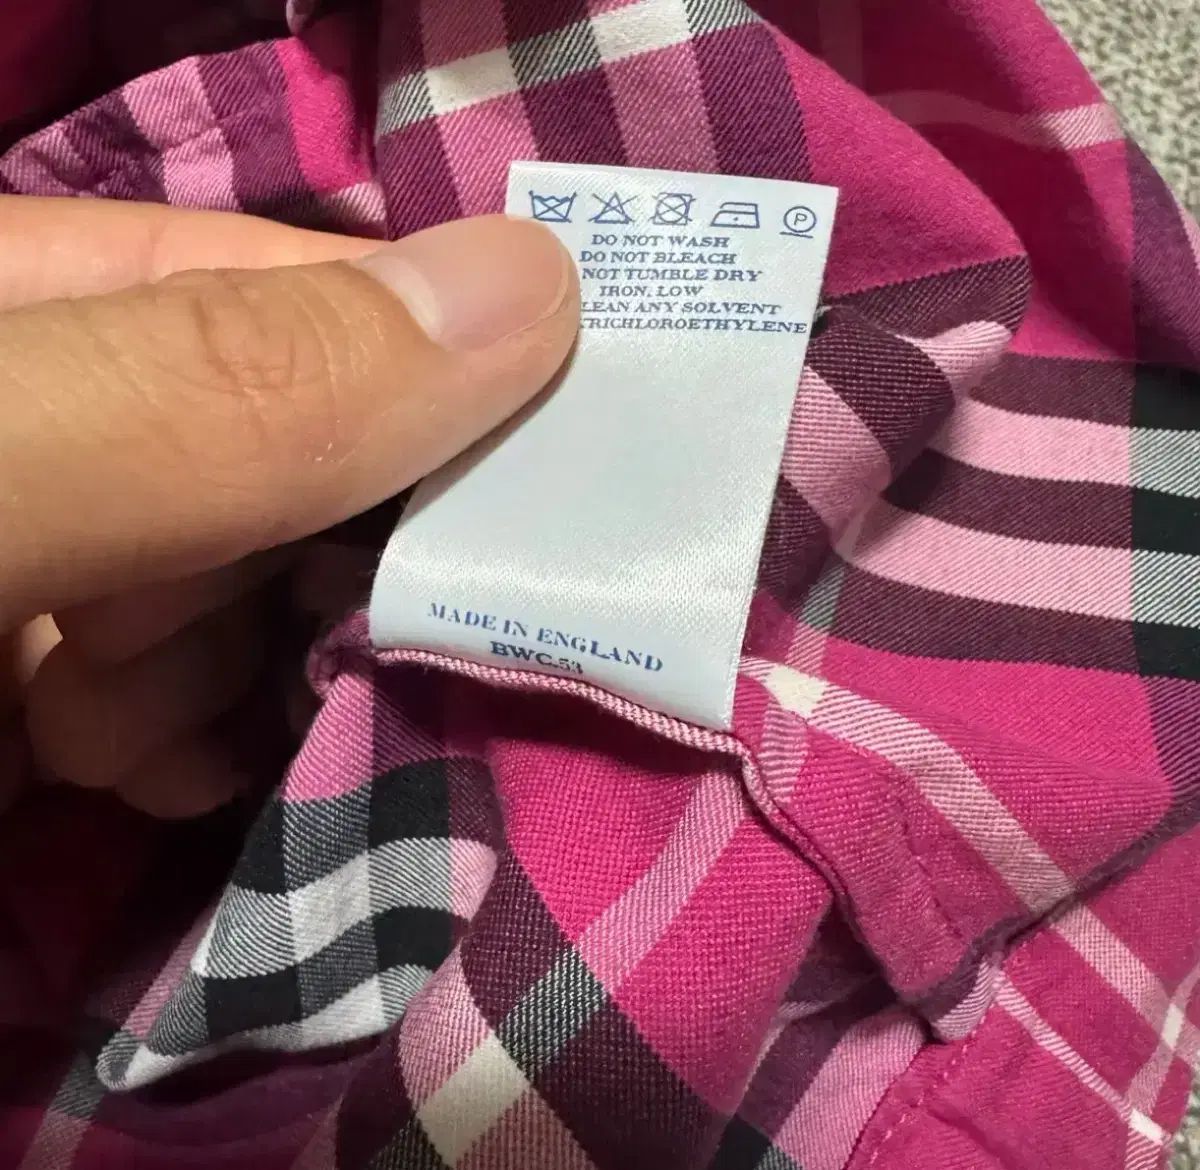 P
DO NOT WASH
DO NOT BLEACH
NOT TUMBLE DRY
IRON, LOW
LEAN ANY SOLVENT
TRICHLOROETHYLENE
MADE IN ENGLAND
BWC.53